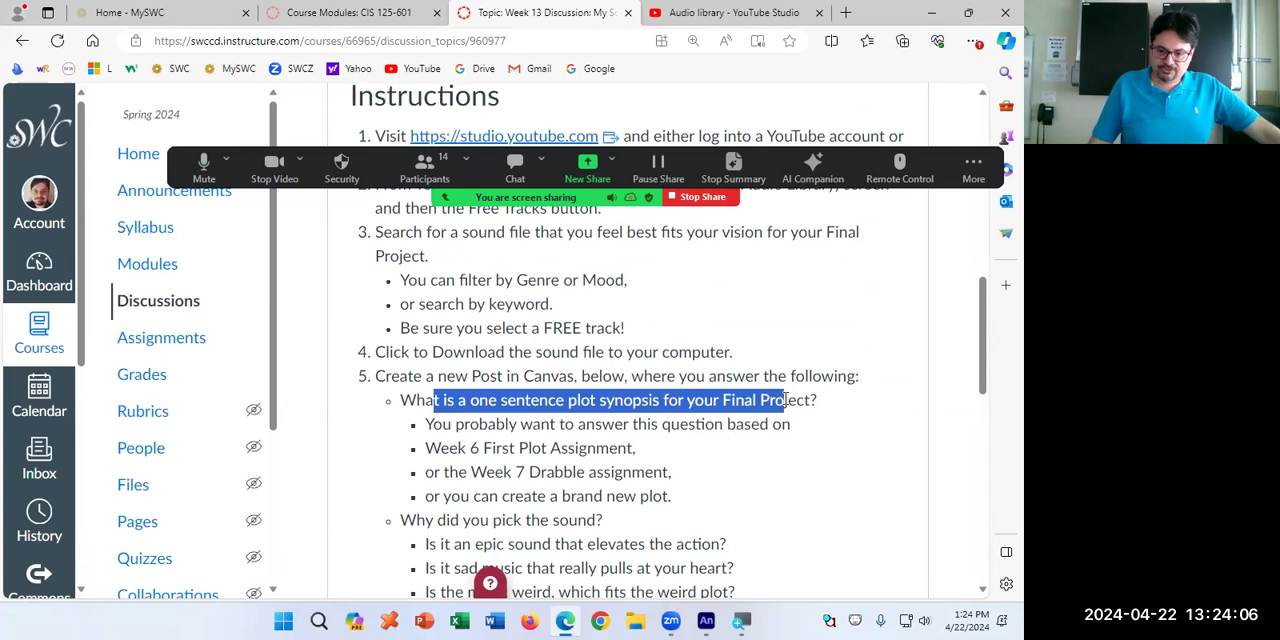 Home - MySWC
Course Modules: CIS 125-601
Topic: Week 13 Discussion: My S
Audio library - YouTube Studio
https://swccd.instructure.com/courses/66965/discussion_topics/960977
L
SWC
MySWC
SWCZ
Yahoo
YouTube
Drive
Gmail
Google
SWC
Account
Dashboard
Courses
Calendar
Inbox
History
Commons
Spring 2024
Home
Announcements
Syllabus
Modules
Discussions
Assignments
Grades
Rubrics
People
Files
Pages
Quizzes
Collaborations
Instructions
1. Visit https://studio.youtube.com and either log into a YouTube account or
Mute
Stop Video
Security
14
Participants
Chat
New Share
Pause Share
Stop Summary
AI Companion
Remote Control
More
You are screen sharing
Stop Share
and then the Free Tracks button.
3. Search for a sound file that you feel best fits your vision for your Final
Project.
You can filter by Genre or Mood,
or search by keyword.
Be sure you select a FREE track!
4. Click to Download the sound file to your computer.
5. Create a new Post in Canvas, below, where you answer the following:
What is a one sentence plot synopsis for your Final Project?
You probably want to answer this question based on
Week 6 First Plot Assignment,
or the Week 7 Drabble assignment,
or you can create a brand new plot.
Why did you pick the sound?
Is it an epic sound that elevates the action?
Is it sad music that really pulls at your heart?
Is the weird, which fits the weird plot?
1:24 PM
4/22/2024
2024-04-22 13:24:06